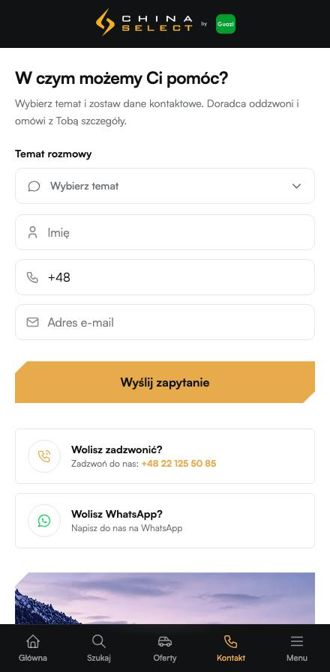 CHINA
SELECT by Guazi
W czym możemy Ci pomóc?
Wybierz temat i zostaw dane kontaktowe. Doradca oddzwoni i
omówi z Tobą szczegóły.
Temat rozmowy
Wybierz temat
Imię
+48
Adres e-mail
Wyślij zapytanie
Wolisz zadzwonić?
Zadzwoń do nas: +48 22 125 50 85
Wolisz WhatsApp?
Napisz do nas na WhatsApp
Główna Szukaj Oferty Kontakt Menu